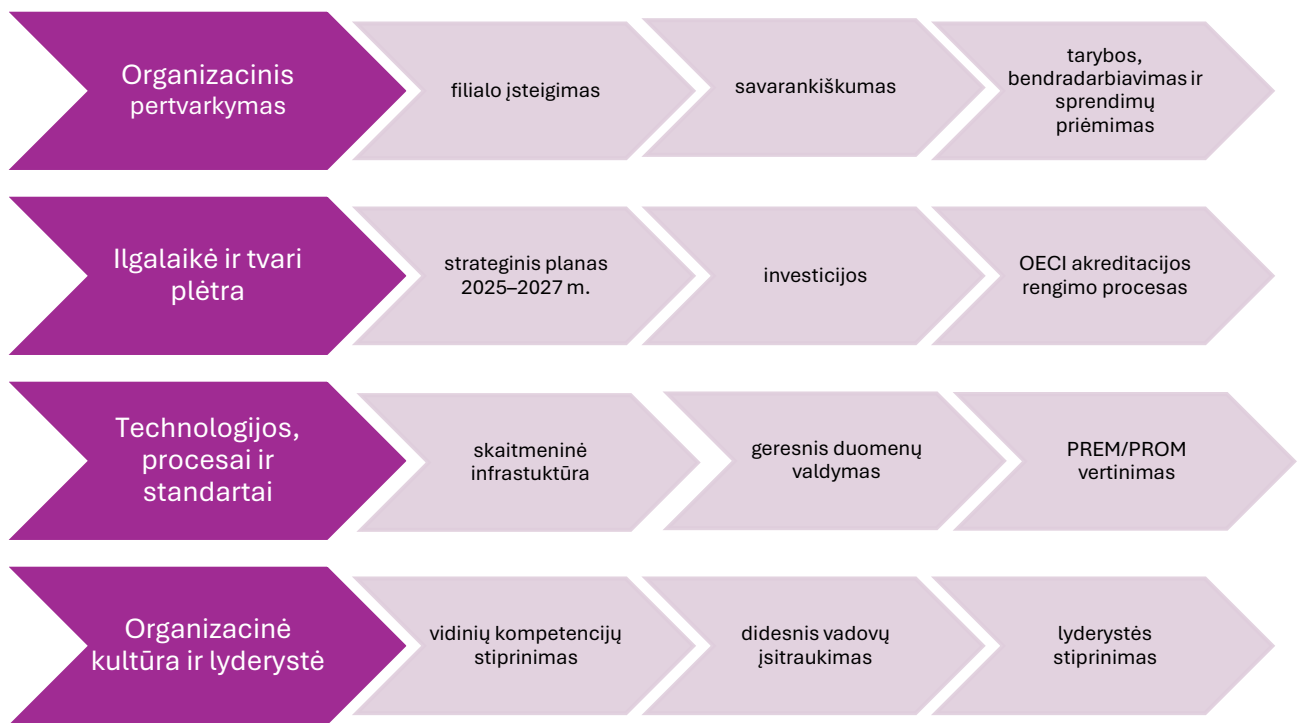 Organizacinis
pertvarkymas
filialo įsteigimas
savarankiškumas
tarybos,
bendradarbiavimas ir
sprendimų
priėmimas
Ilgalaikė ir tvari
plėtra
strateginis planas
2025–2027 m.
investicijos
OECI akreditacijos
rengimo procesas
Technologijos,
procesai ir
standartai
skaitmeninė
infrastuktūra
geresnis duomenų
valdymas
PREM/PROM
vertinimas
Organizacinė
kultūra ir lyderystė
vidinių kompetencijų
stiprinimas
didesnis vadovų
įsitraukimas
lyderystės
stiprinimas